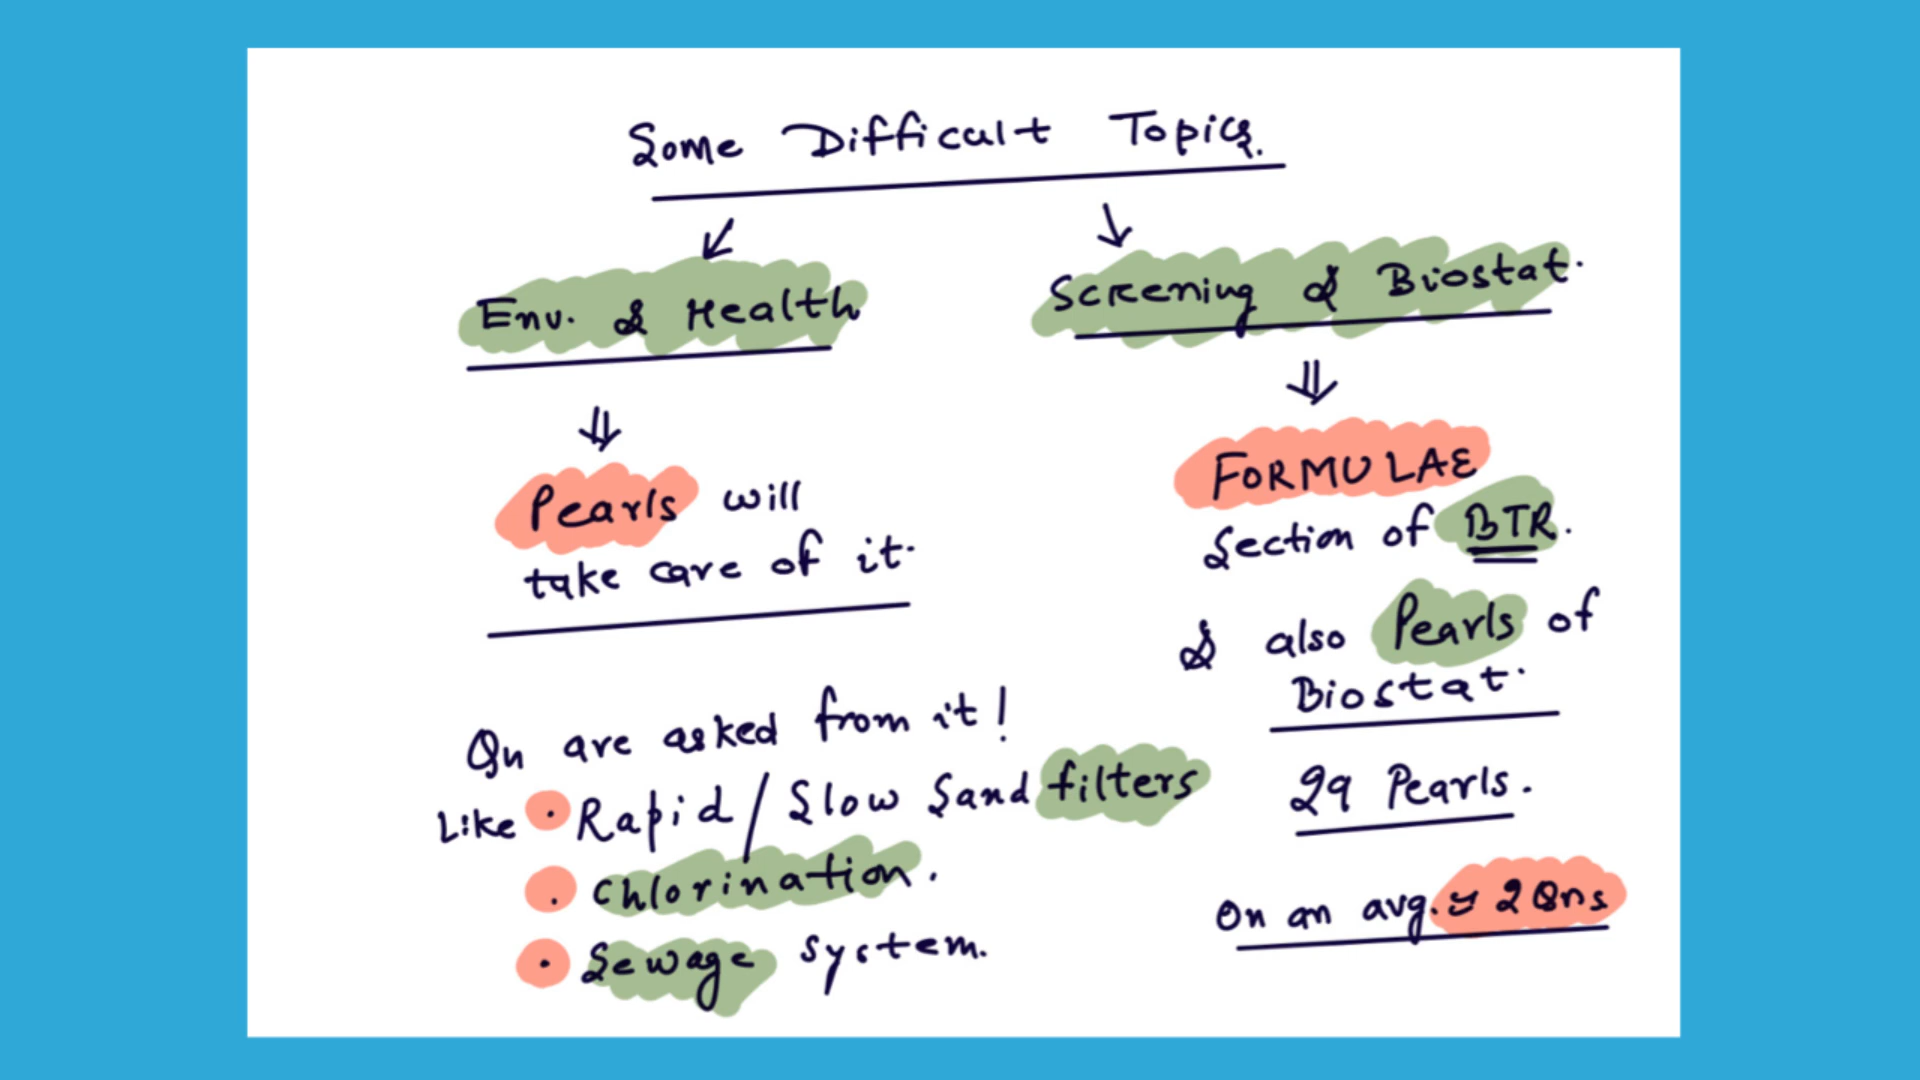 Some Difficult Topics.
Env. & Health
Pearls will
take care of it.
Qn are asked from it!
Like • Rapid/Slow Sand filters
• Chlorination.
• Sewage system.
Screening & Biostat.
FORMULAE
Section of BTR.
& also Pearls of
Biostat.
29 Pearls.
On an avg. ≈ 2 Qns